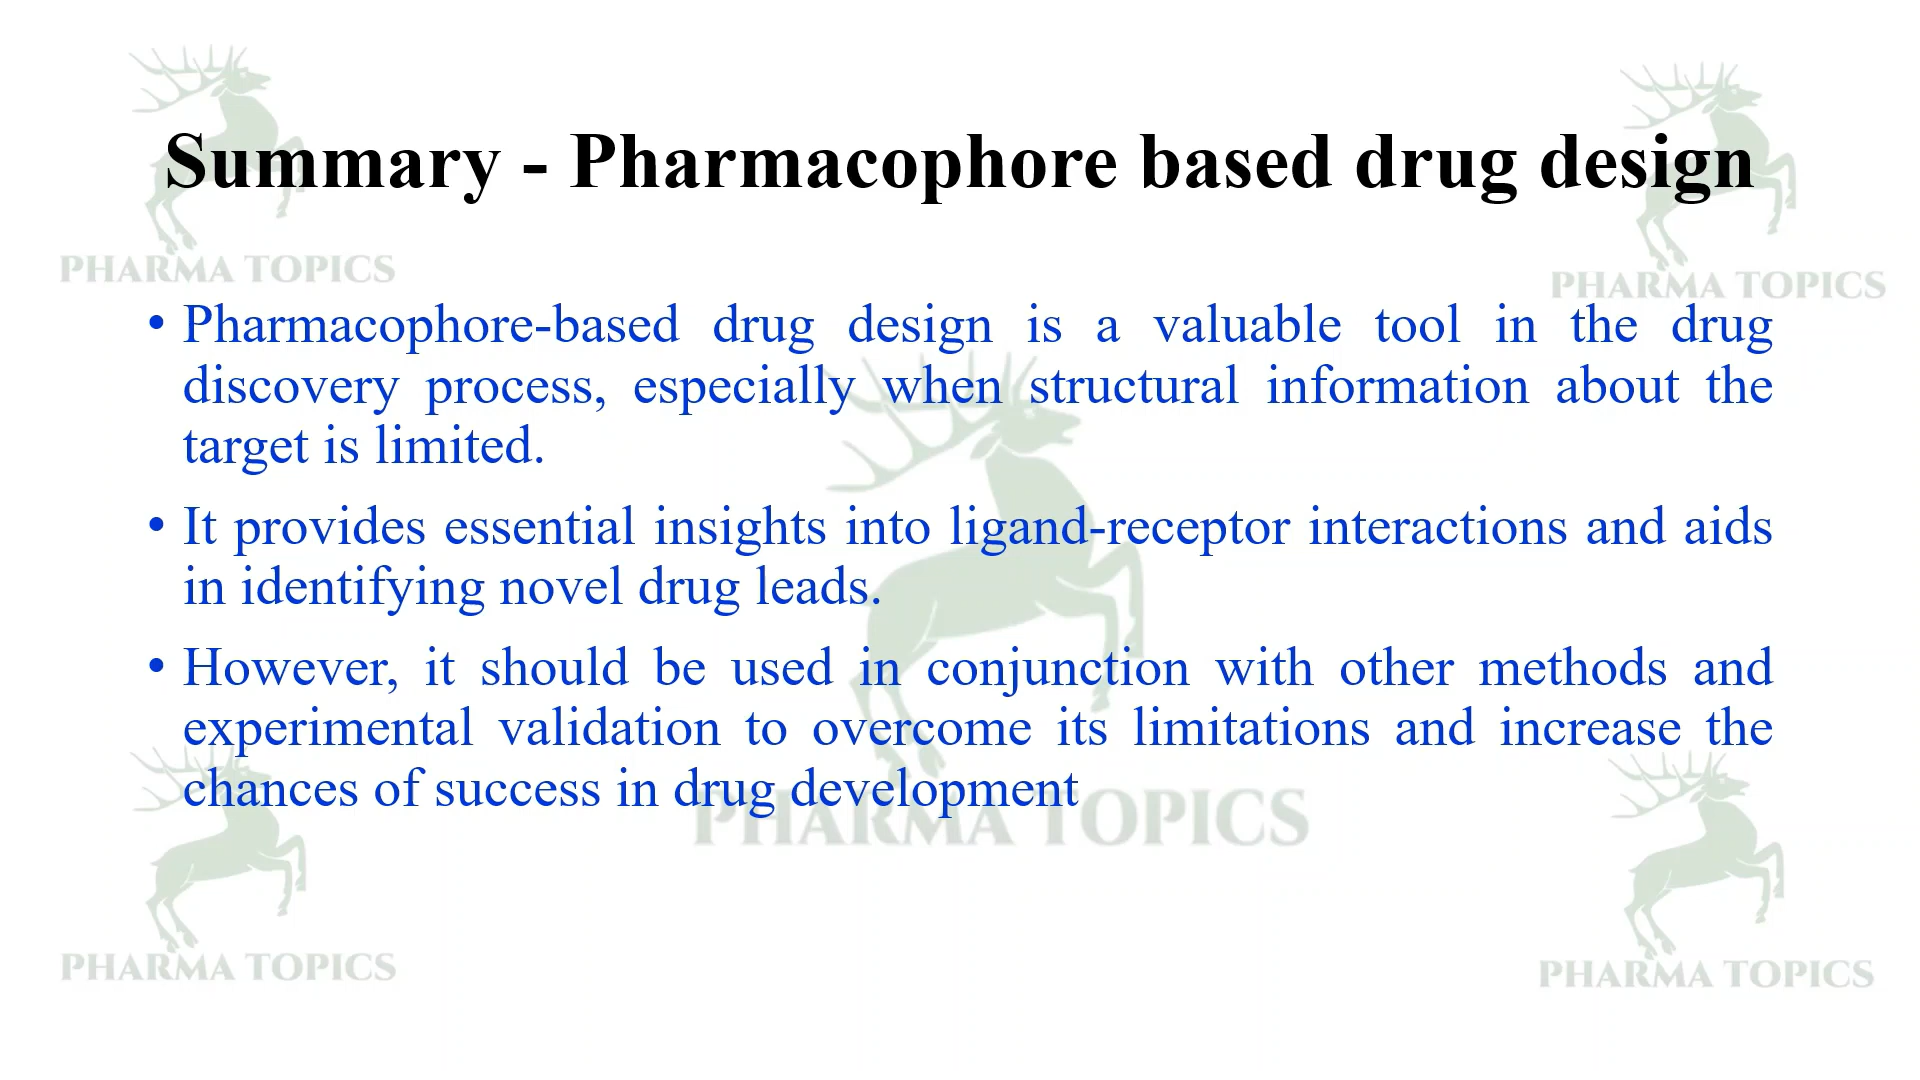 Summary - Pharmacophore based drug design
PHARMA TOPICS
PHARMA TOPICS
• Pharmacophore-based drug design is a valuable tool in the drug
discovery process, especially when structural information about the
target is limited.
• It provides essential insights into ligand-receptor interactions and aids
in identifying novel drug leads.
• However, it should be used in conjunction with other methods and
experimental validation to overcome its limitations and increase the
chances of success in drug development
PHARMA TOPICS
PHARMA TOPICS
PHARMA TOPICS